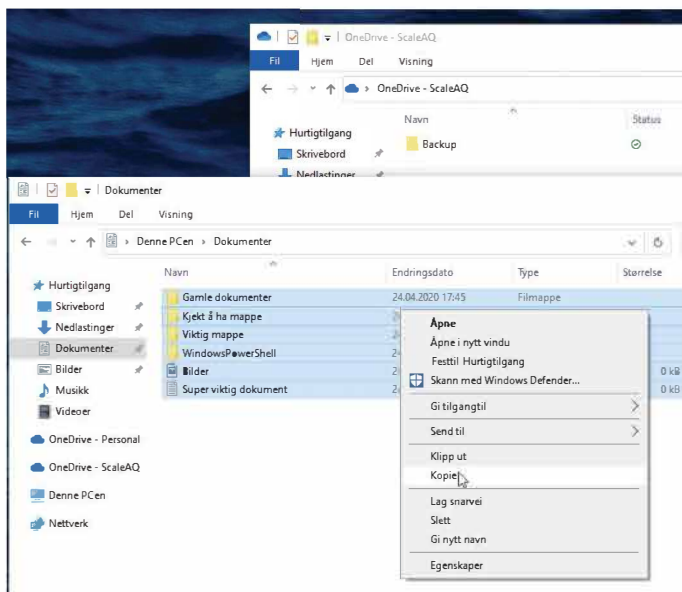 OneDrive - ScaleAQ
Fil Hjem Del Visning
OneDrive - ScaleAQ
Navn Status
Hurtigtilgang
Backup
Skrivebord
Nedlastinger
Dokumenter
Fil Hjem Del Visning
Denne PCen Dokumenter
Navn Endringsdato Type Størrelse
Hurtigtilgang
Skrivebord
Nedlastinger
Dokumenter
Bilder
Musikk
Videoer
OneDrive - Personal
OneDrive - ScaleAQ
Denne PCen
Nettverk
Gamle dokumenter 24.04.2020 17:45 Filmappe
Kjekt å ha mappe
Viktig mappe
WindowsPowerShell
Bilder 0 kB
Super viktig dokument 0 kB
Åpne
Åpne i nytt vindu
Fest til Hurtigtilgang
Skann med Windows Defender...
Gi tilgang til
Send til
Klipp ut
Kopier
Lag snarvei
Slett
Gi nytt navn
Egenskaper